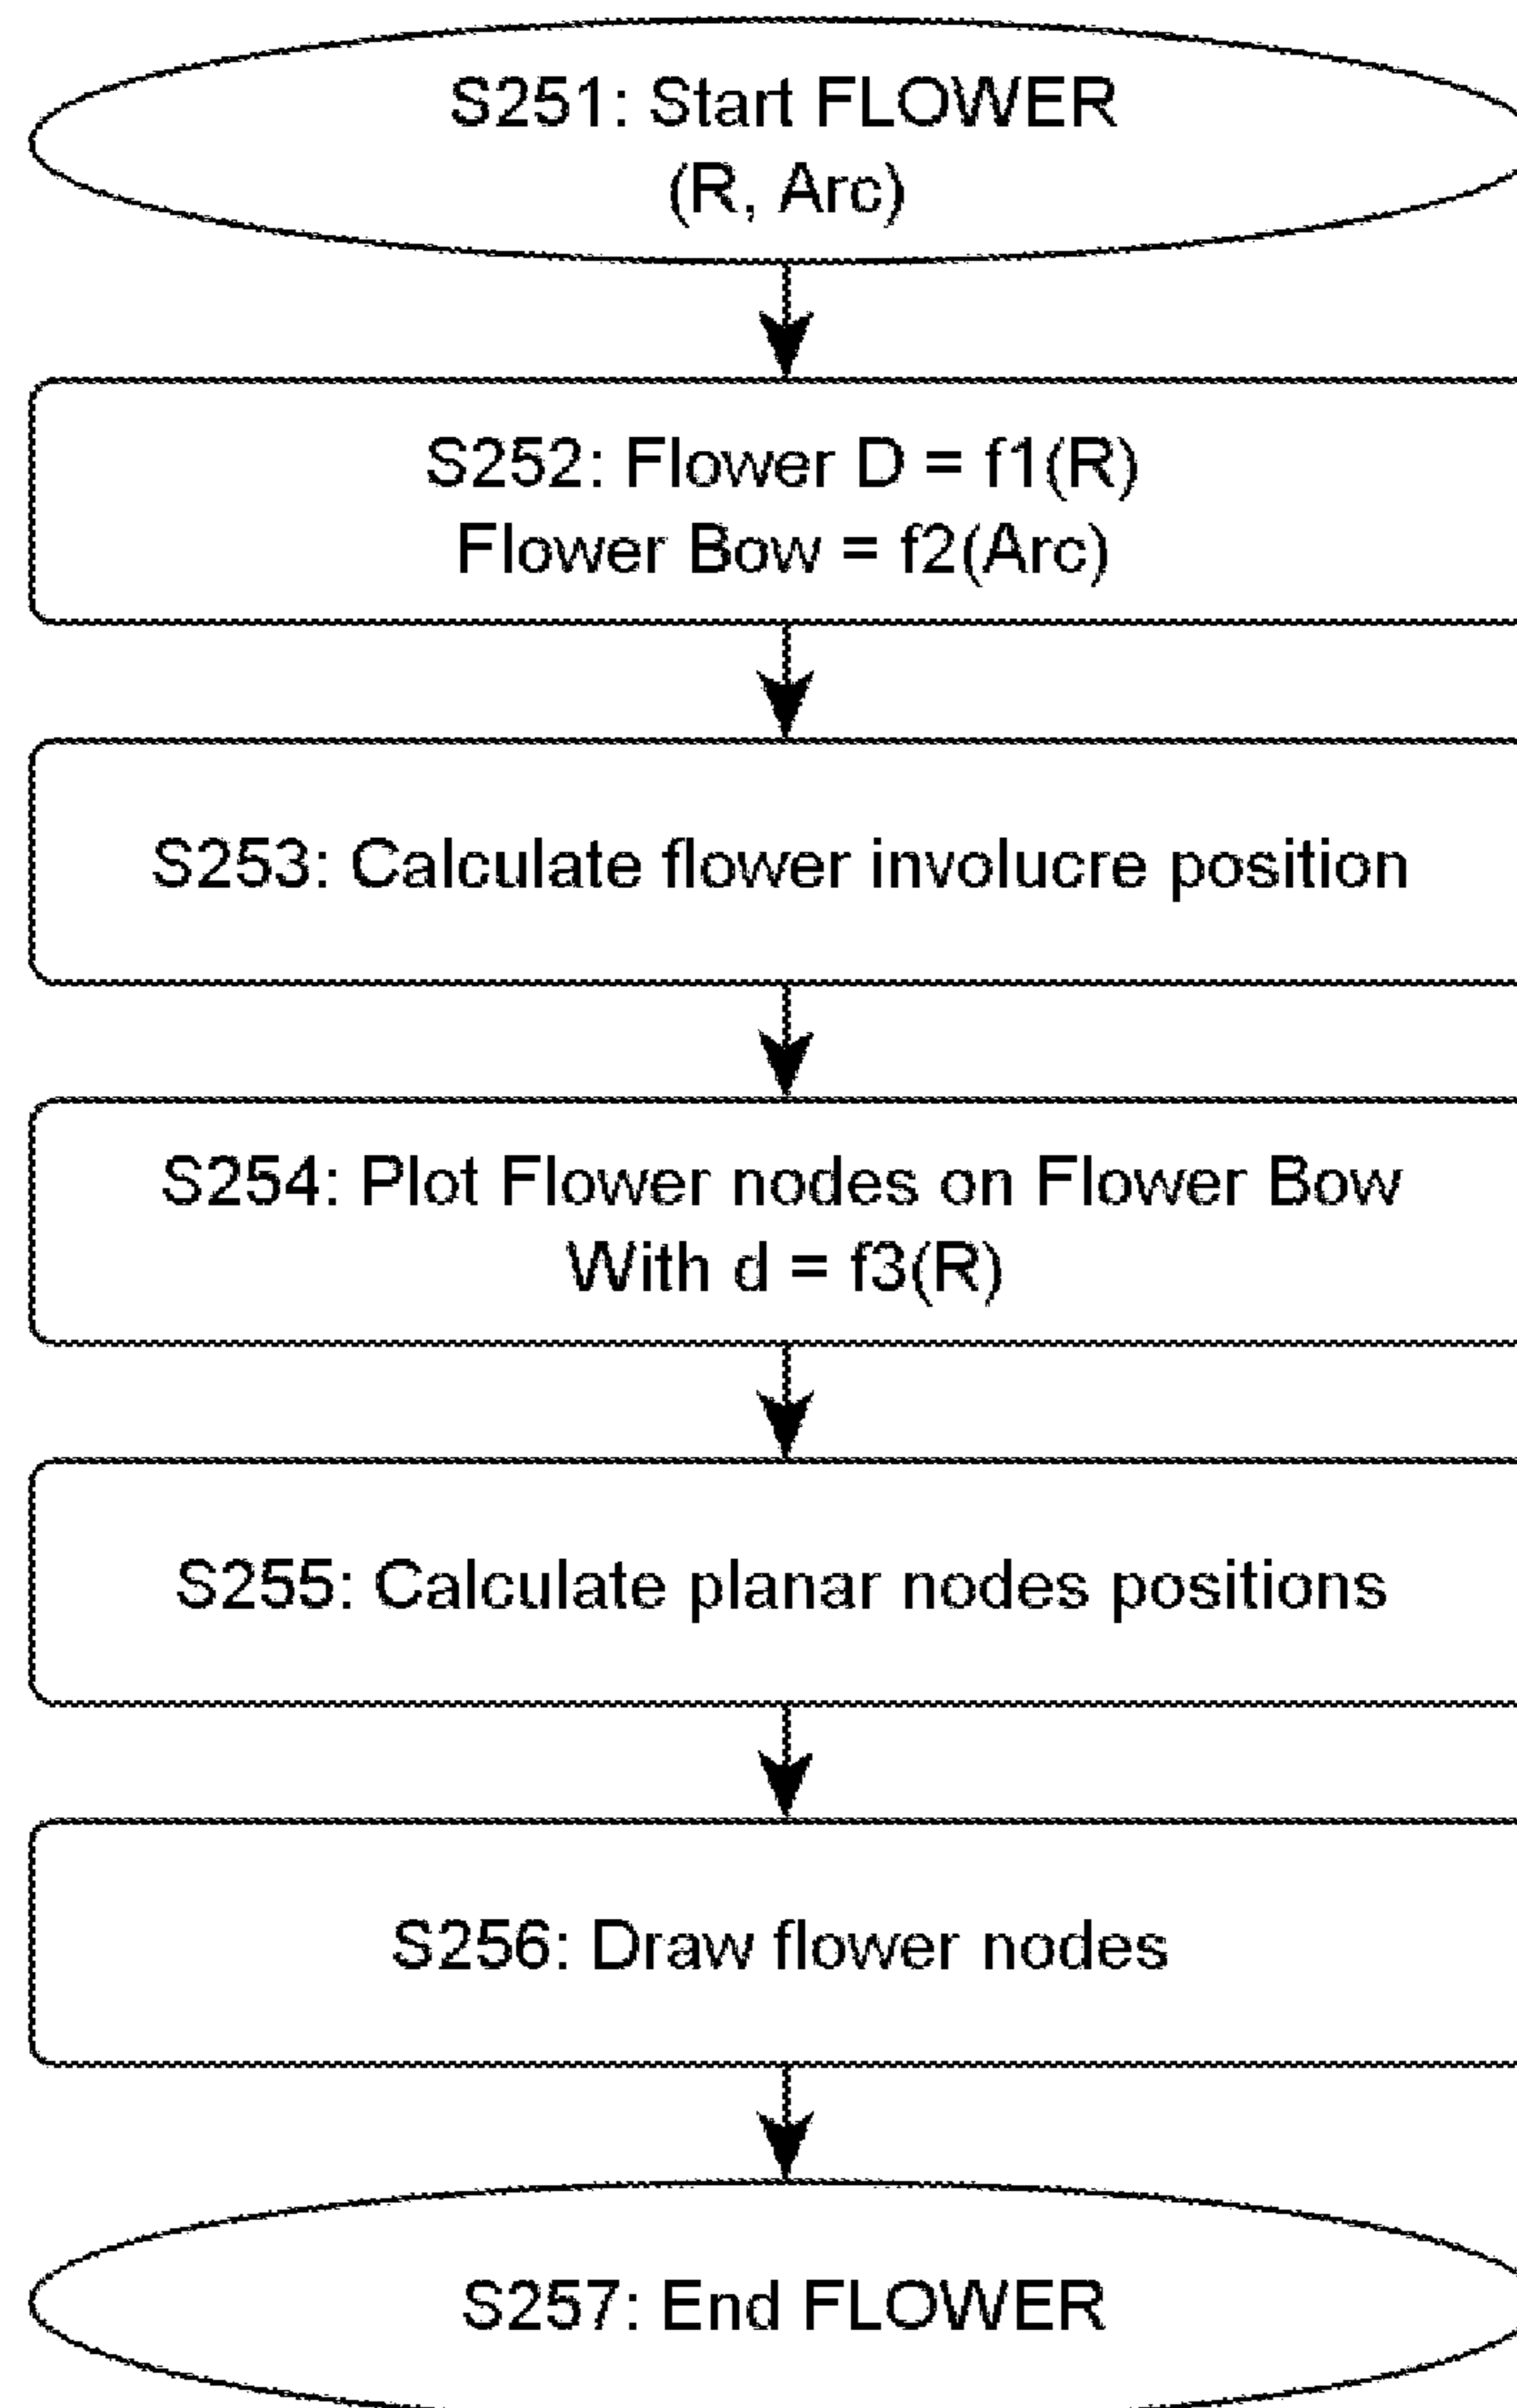 S251: Start FLOWER
(R, Arc)
S252: Flower D = f1(R)
Flower Bow = f2(Arc)
S253: Calculate flower involucre position
S254: Plot Flower nodes on Flower Bow
With d = f3(R)
S255: Calculate planar nodes positions
S256: Draw flower nodes
S257: End FLOWER